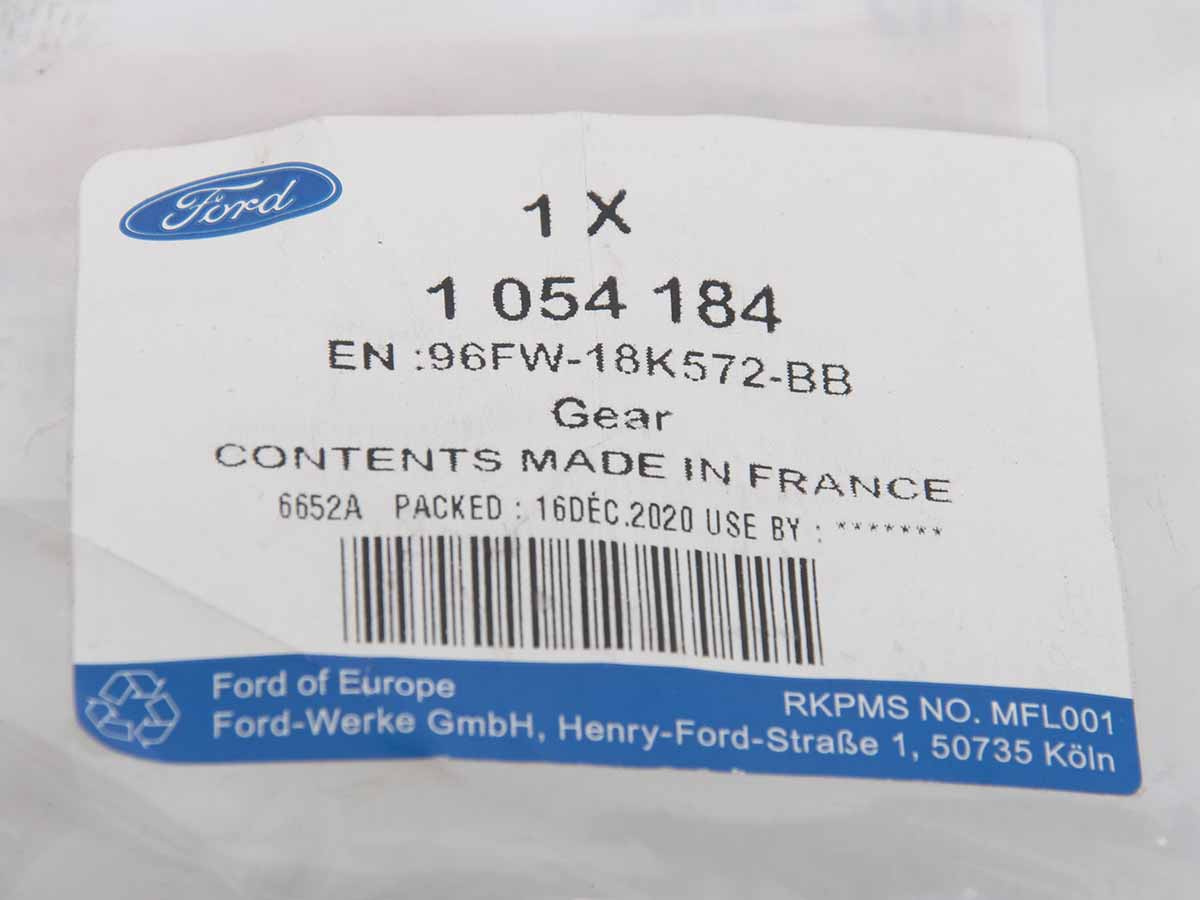 Ford
1 X
1 054 184
EN :96FW-18K572-BB
Gear
CONTENTS MADE IN FRANCE
6652A PACKED : 16DÉC.2020 USE BY : *******
Ford of Europe
RKPMS NO. MFL001
Ford-Werke GmbH, Henry-Ford-Straße 1, 50735 Köln